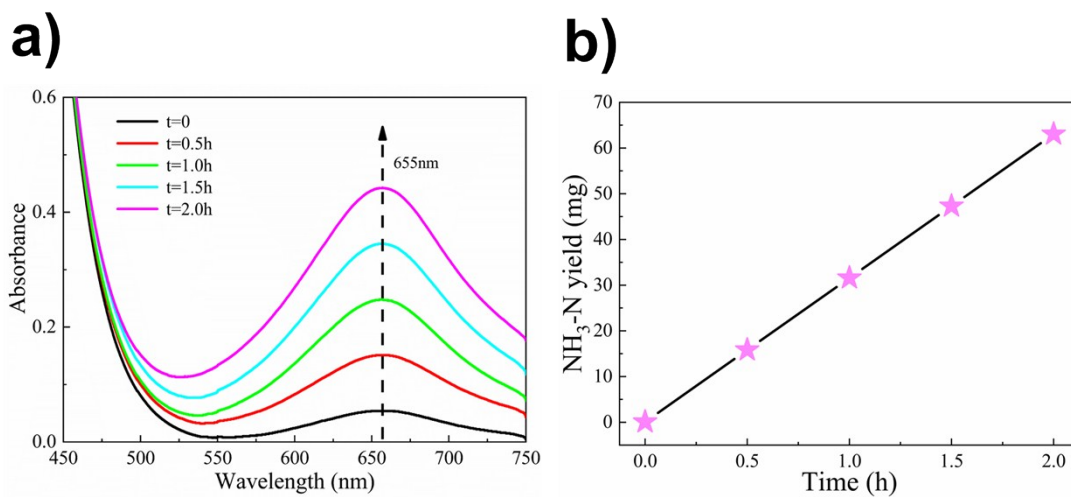 a)
0.6
0.4
0.2
0.0
Absorbance
t=0
t=0.5h
t=1.0h
t=1.5h
t=2.0h
655nm
450 500 550 600 650 700 750
Wavelength (nm)
b)
70
60
50
40
30
20
10
0
NH₃-N yield (mg)
0.0 0.5 1.0 1.5 2.0
Time (h)